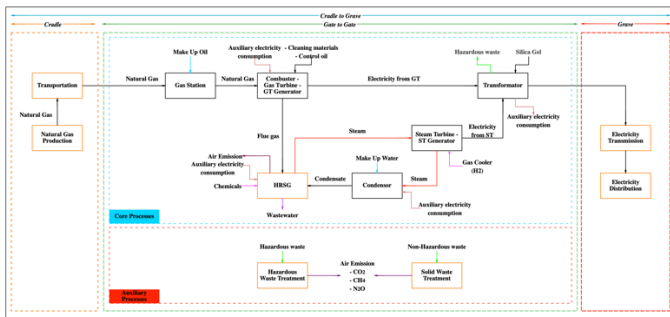 Cradle to Grave
Cradle
Gate to Gate
Grave
Make Up Oil
Auxiliary electricity
consumption
- Cleaning materials
- Control oil
Hazardous waste
Silica Gel
Transportation
Natural Gas
Gas Station
Natural Gas
Combuster -
Gas Turbine -
GT Generator
Electricity from GT
Transformator
Natural Gas
Natural Gas
Production
Flue gas
Steam
Steam Turbine -
ST Generator
Electricity
from ST
Auxiliary electricity
consumption
Electricity
Transmission
Air Emission
Auxiliary electricity
consumption
Chemicals
HRSG
Condensate
Make Up Water
Condensor
Steam
Gas Cooler
(H2)
Electricity
Distribution
Wastewater
Auxiliary electricity
consumption
Core Processes
Hazardous waste
Non-Hazardous waste
Hazardous
Waste Treatment
Air Emission
- CO2
- CH4
- N2O
Solid Waste
Treatment
Auxiliary Processes